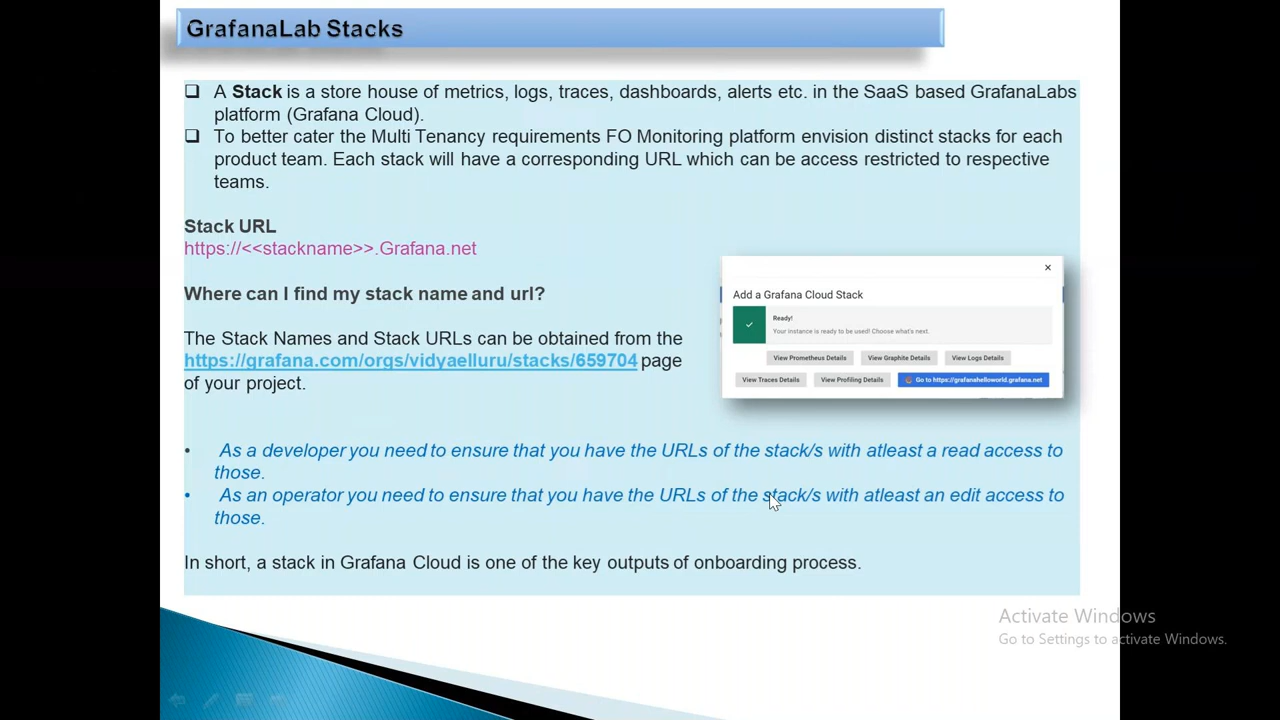 GrafanaLab Stacks
❑ A Stack is a store house of metrics, logs, traces, dashboards, alerts etc. in the SaaS based GrafanaLabs
platform (Grafana Cloud).
❑ To better cater the Multi Tenancy requirements FO Monitoring platform envision distinct stacks for each
product team. Each stack will have a corresponding URL which can be access restricted to respective
teams.
Stack URL
https://<<stackname>>.Grafana.net
Where can I find my stack name and url?
The Stack Names and Stack URLs can be obtained from the
https://grafana.com/orgs/vidyaelluru/stacks/659704 page
of your project.
Add a Grafana Cloud Stack
Ready!
Your instance is ready to be used! Choose what's next.
View Prometheus Details View Graphite Details View Logs Details
View Traces Details View Profiling Details Go to https://grafanahelloworld.grafana.net
• As a developer you need to ensure that you have the URLs of the stack/s with atleast a read access to
those.
• As an operator you need to ensure that you have the URLs of the stack/s with atleast an edit access to
those.
In short, a stack in Grafana Cloud is one of the key outputs of onboarding process.
Activate Windows
Go to Settings to activate Windows.